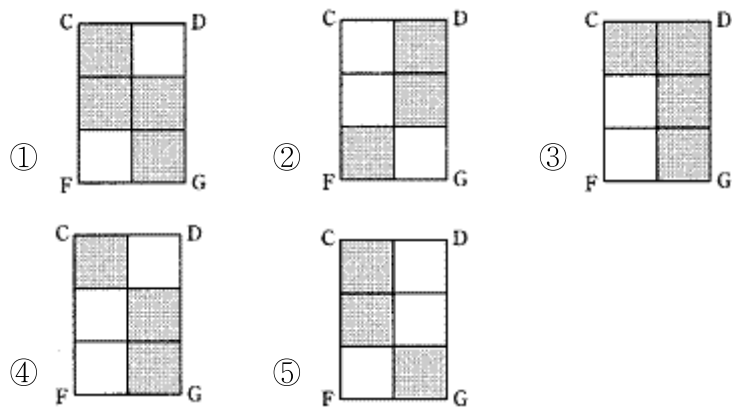 C D C D C D
① ② ③
F G F G F G
C D C D
④ ⑤
F G F G